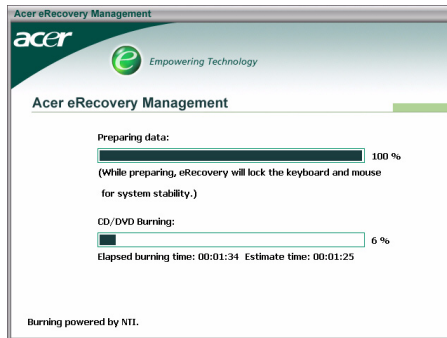 Acer eRecovery Management
acer
e Empowering Technology
Acer eRecovery Management
Preparing data:
100 %
(While preparing, eRecovery will lock the keyboard and mouse
for system stability.)
CD/DVD Burning:
6 %
Elapsed burning time: 00:01:34 Estimate time: 00:01:25
Burning powered by NTI.